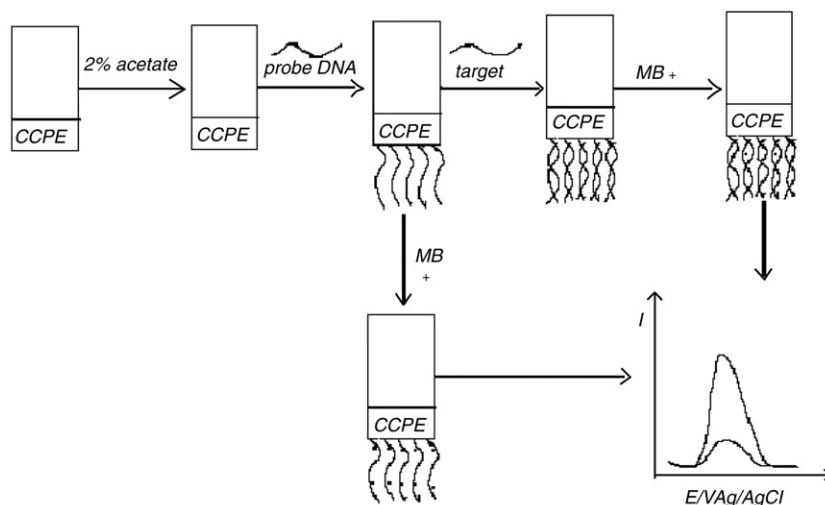 2% acetate
probe DNA
target
MB +
CCPE
CCPE
CCPE
CCPE
CCPE
MB
+
CCPE
I
E/VAg/AgCl